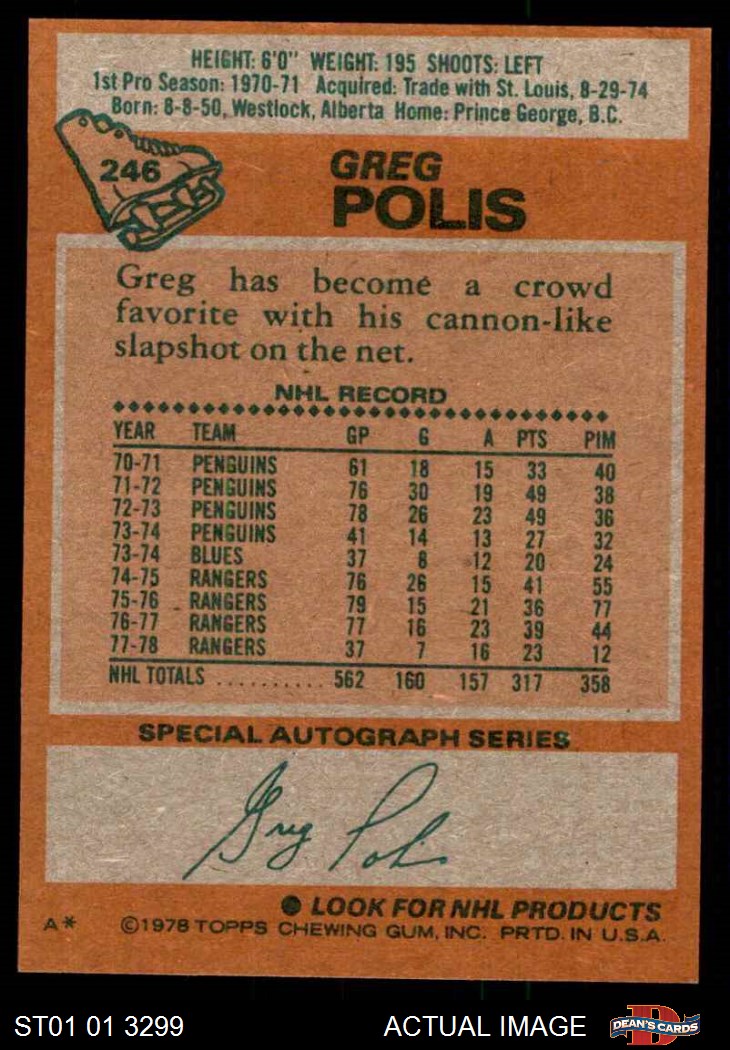 HEIGHT: 6'0" WEIGHT: 195 SHOOTS: LEFT
1st Pro Season: 1970-71 Acquired: Trade with St. Louis, 8-29-74
Born: 8-8-50, Westlock, Alberta Home: Prince George, B.C.
246
GREG
POLIS
Greg has become a crowd
favorite with his cannon-like
slapshot on the net.
NHL RECORD
YEAR TEAM GP G A PTS PIM
70-71 PENGUINS 61 18 15 33 40
71-72 PENGUINS 76 30 19 49 38
72-73 PENGUINS 78 26 23 49 36
73-74 PENGUINS 41 14 13 27 32
73-74 BLUES 37 8 12 20 24
74-75 RANGERS 76 26 15 41 55
75-76 RANGERS 79 15 21 36 77
76-77 RANGERS 77 16 23 39 44
77-78 RANGERS 37 7 16 23 12
NHL TOTALS .......... 562 160 157 317 358
SPECIAL AUTOGRAPH SERIES
Greg Polis
● LOOK FOR NHL PRODUCTS
A* ©1978 TOPPS CHEWING GUM, INC. PRTD. IN U.S.A.
ST01 01 3299 ACTUAL IMAGE D DEAN'S CARDS